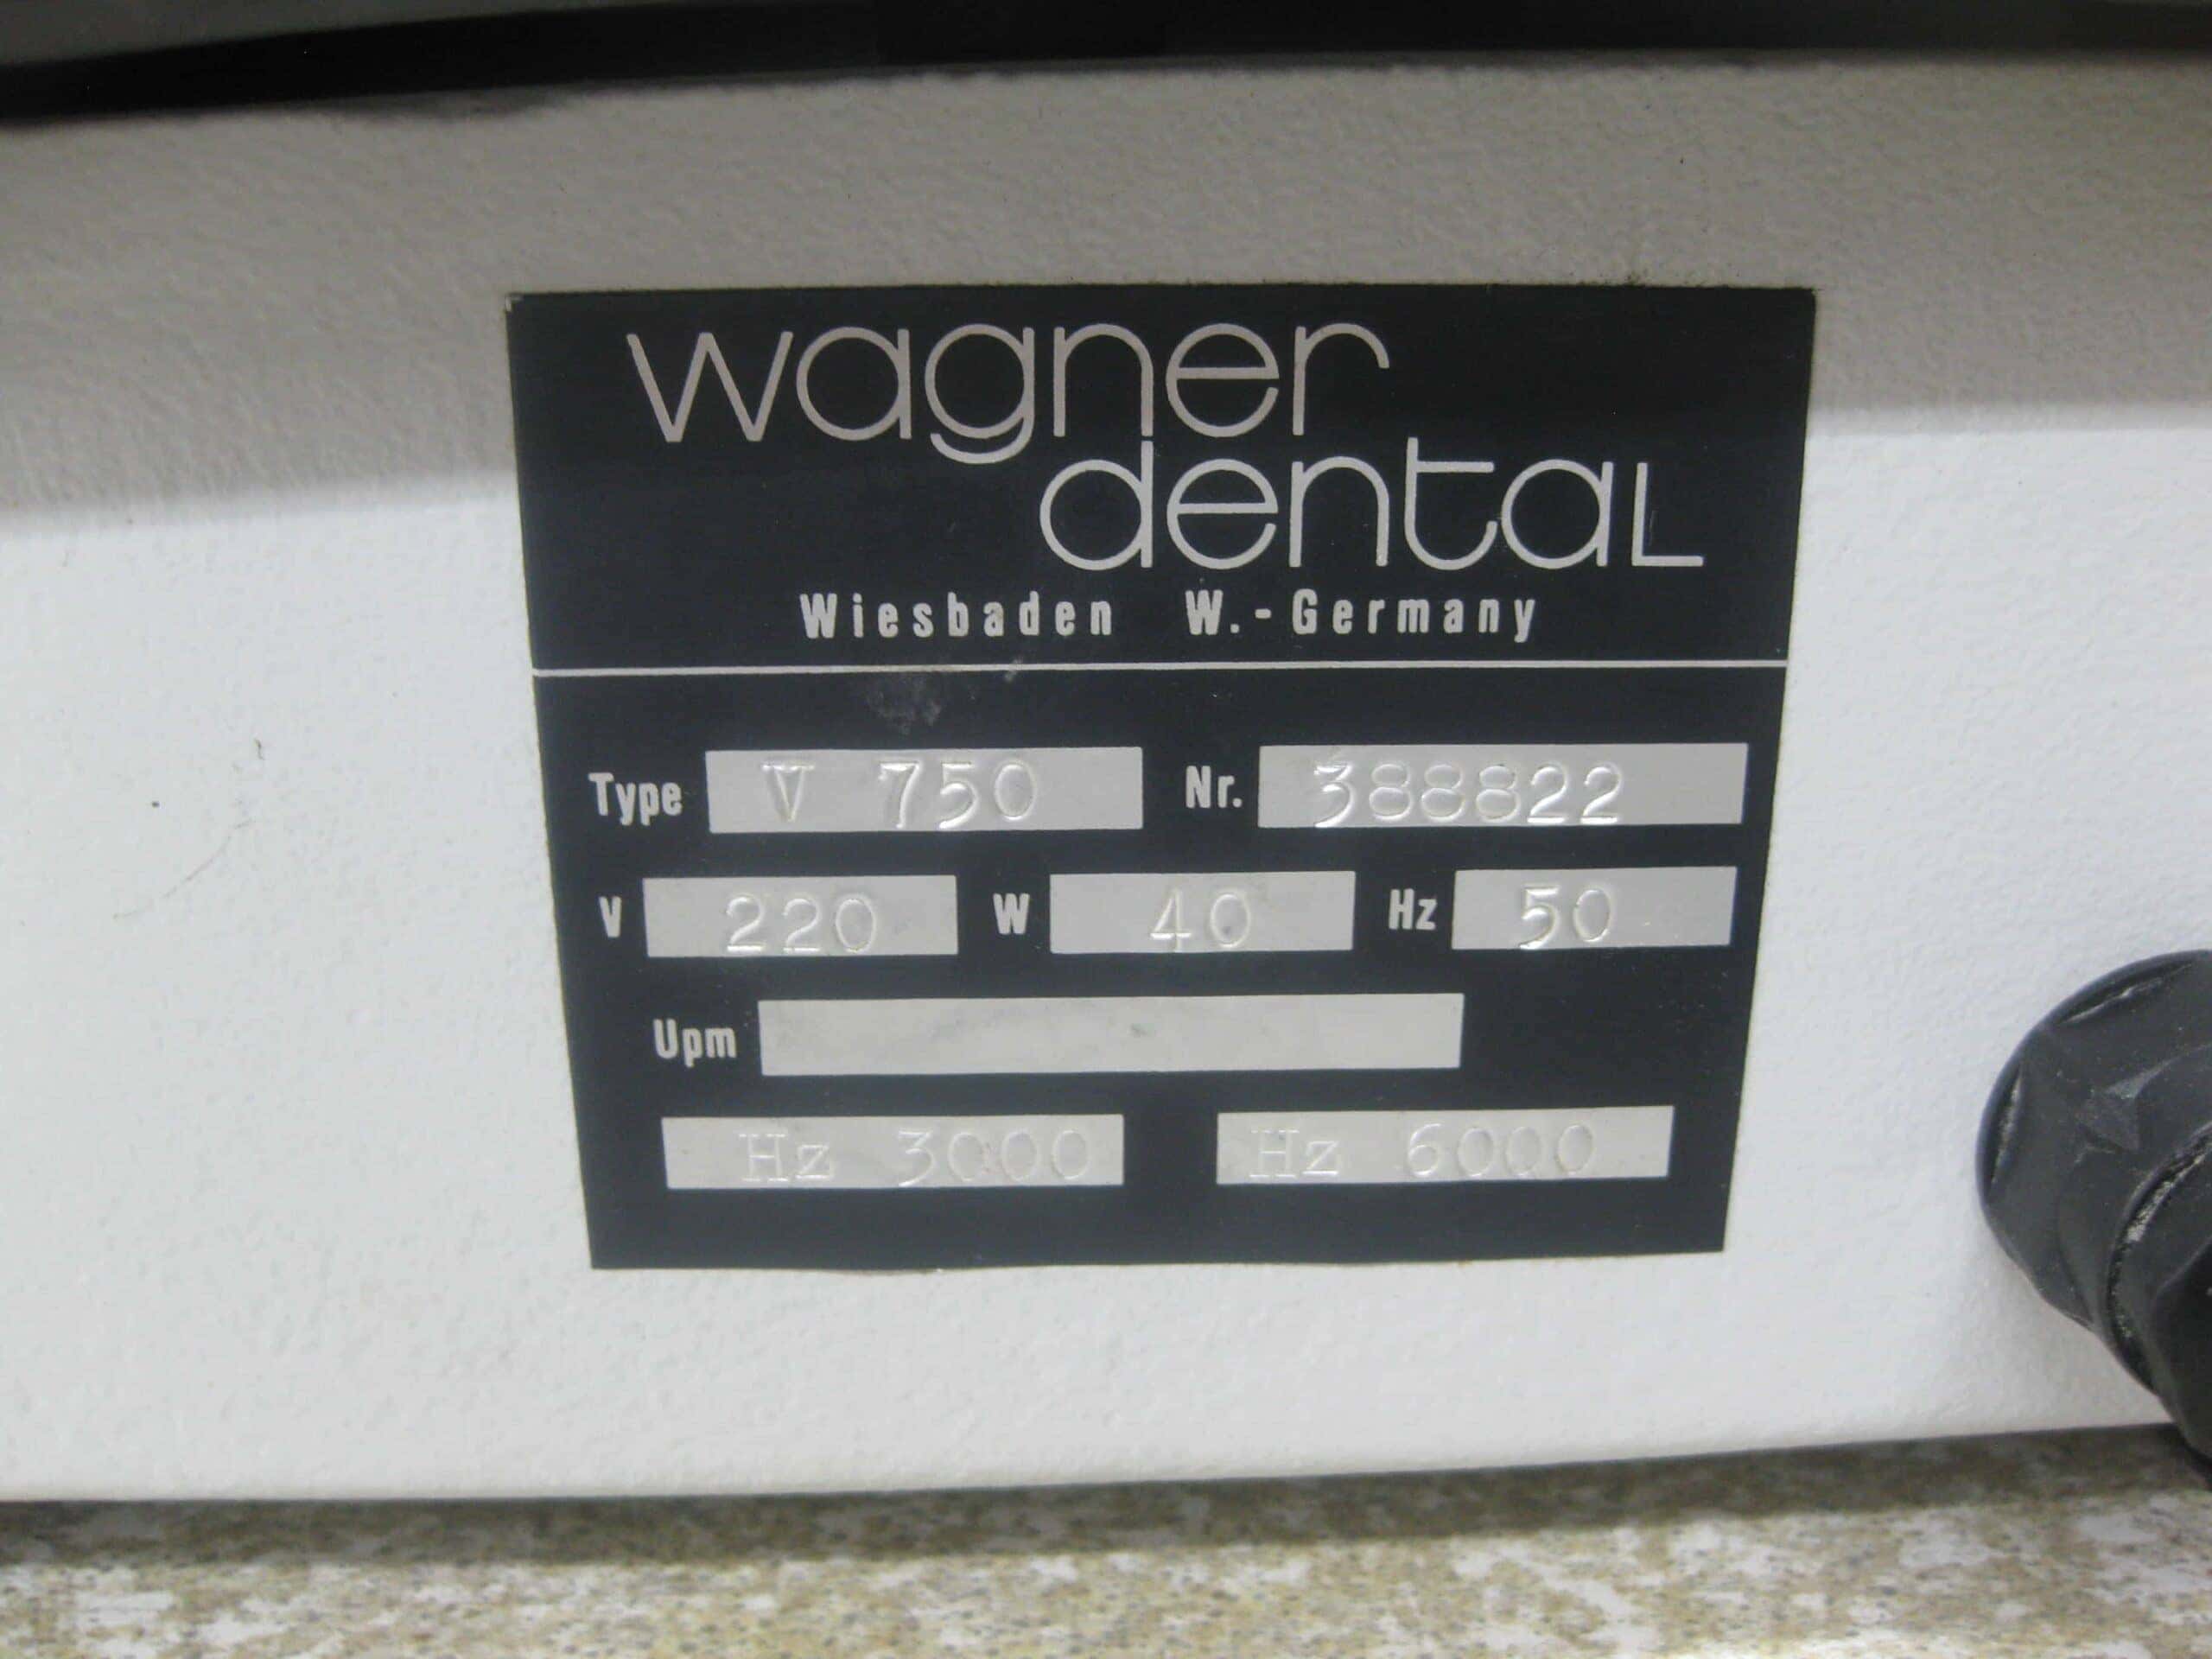 wagner
dental
Wiesbaden W.-Germany
Type V 750 Nr. 388822
V 220 W 40 Hz 50
Upm
Hz 3000 Hz 6000